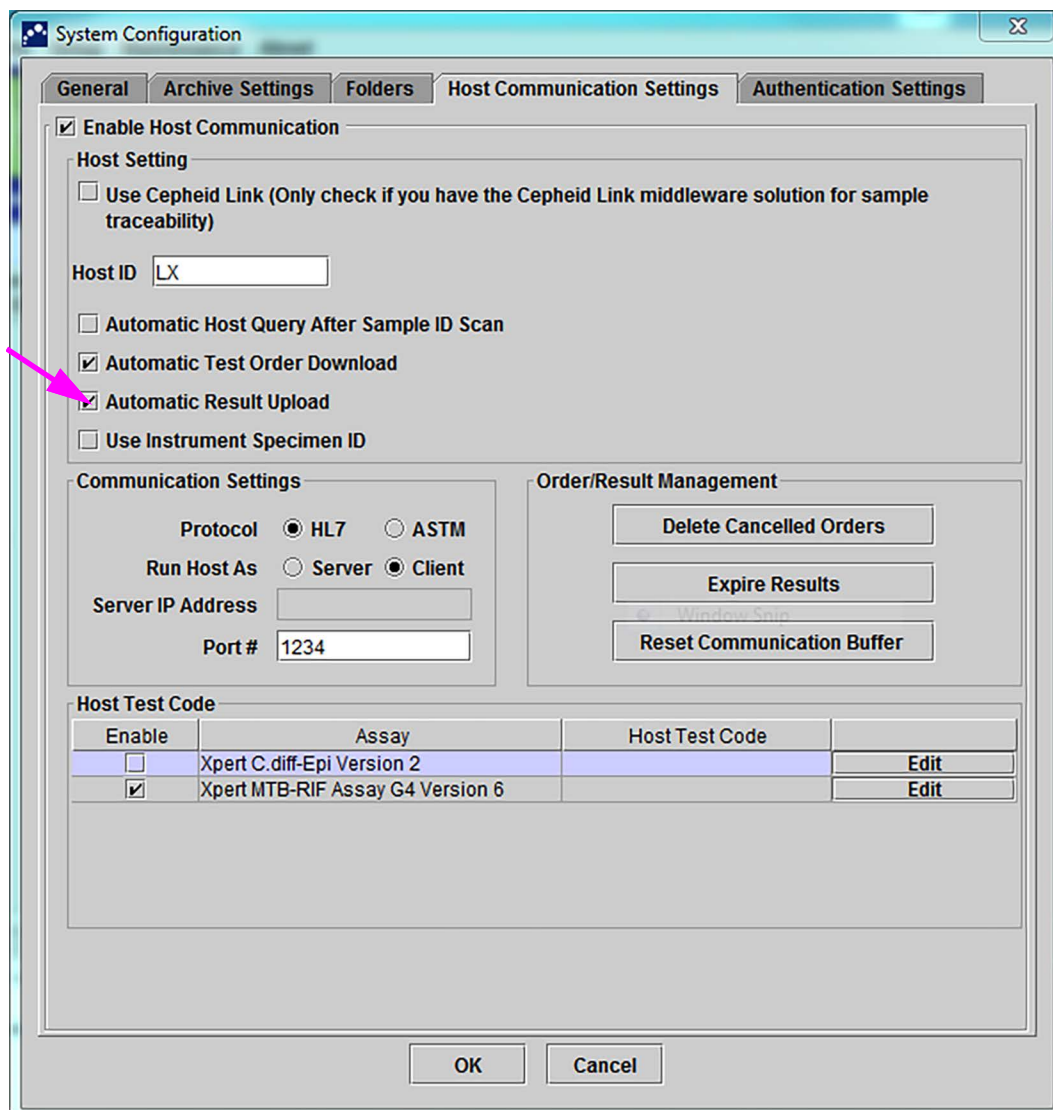 System Configuration
General Archive Settings Folders Host Communication Settings Authentication Settings
Enable Host Communication
Host Setting
Use Cepheid Link (Only check if you have the Cepheid Link middleware solution for sample
traceability)
Host ID LX
Automatic Host Query After Sample ID Scan
Automatic Test Order Download
Automatic Result Upload
Use Instrument Specimen ID
Communication Settings
Protocol HL7 ASTM
Run Host As Server Client
Server IP Address
Port # 1234
Order/Result Management
Delete Cancelled Orders
Expire Results
Window Snip
Reset Communication Buffer
Host Test Code
Enable Assay Host Test Code
Xpert C.diff-Epi Version 2 Edit
Xpert MTB-RIF Assay G4 Version 6 Edit
OK Cancel